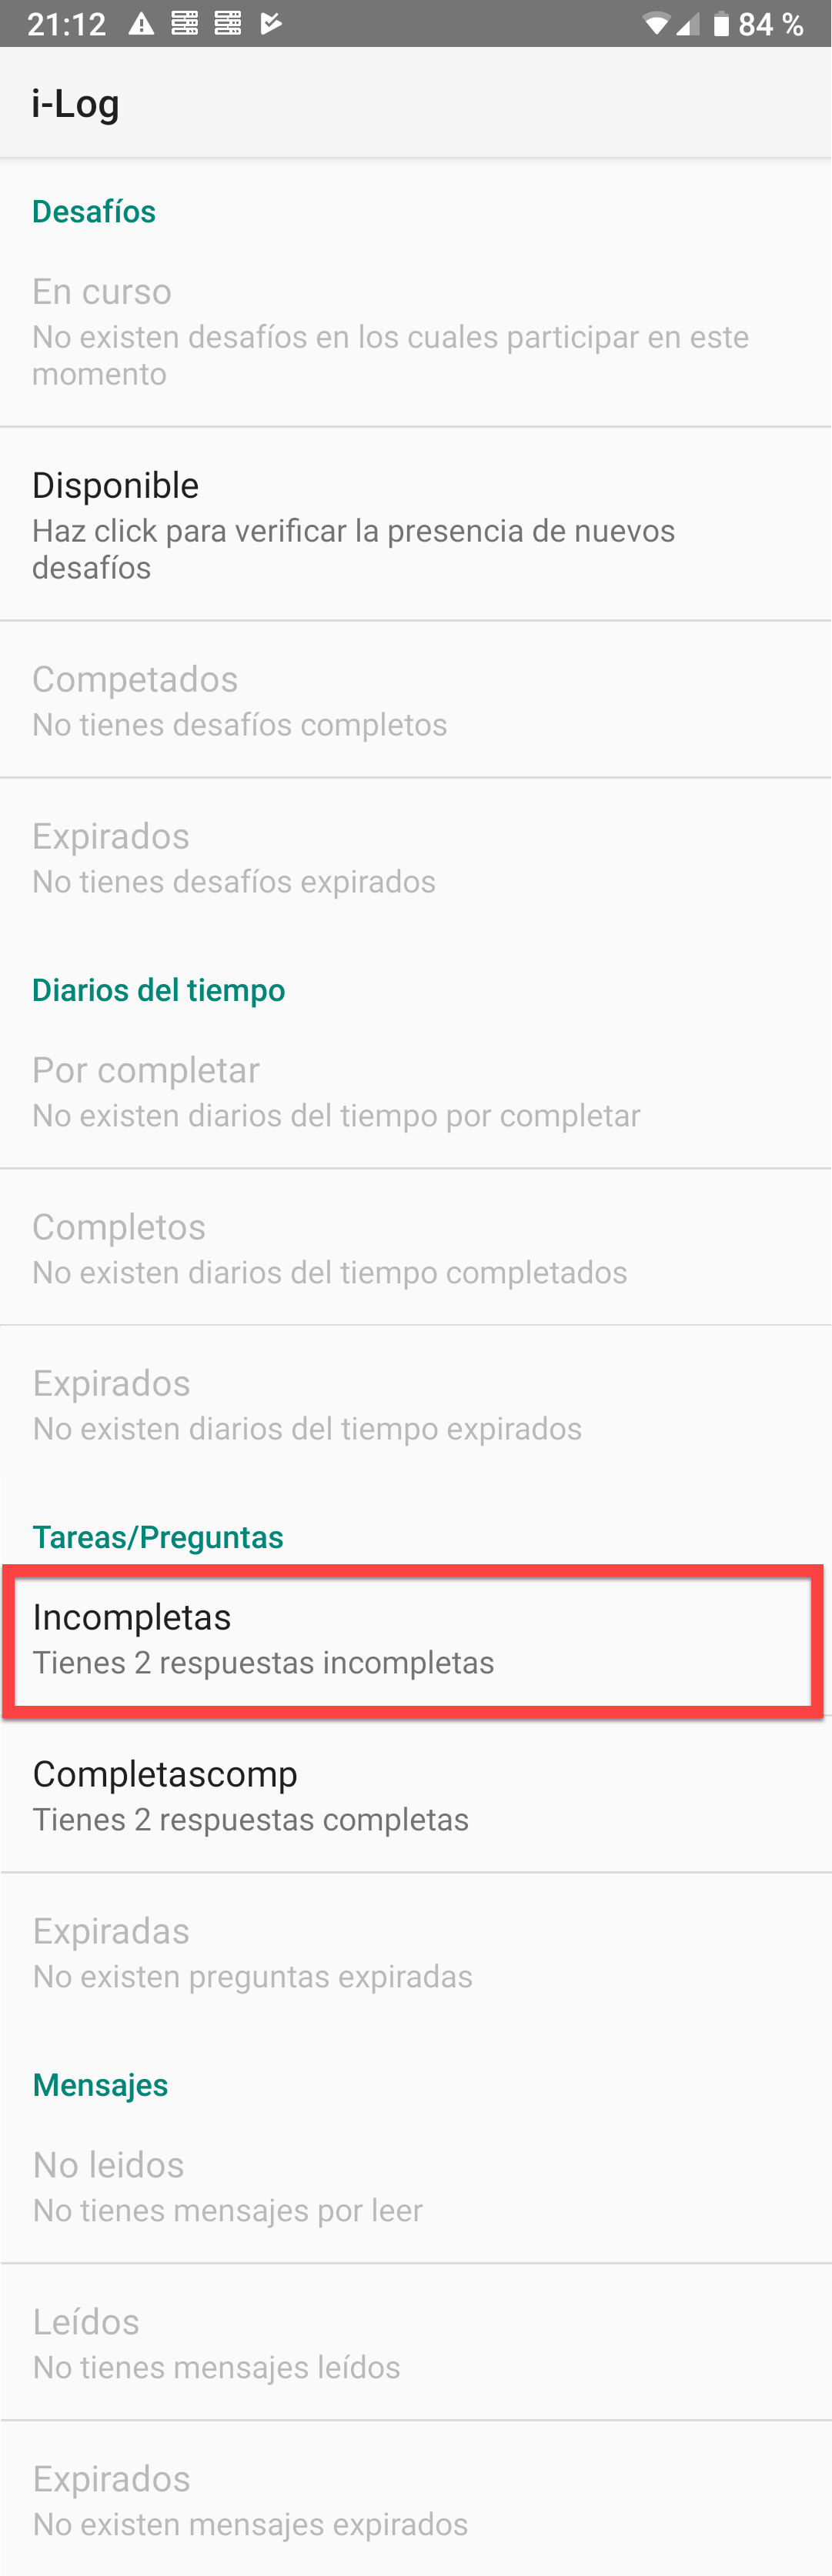 21:12 84 %
i-Log
Desafíos
En curso
No existen desafíos en los cuales participar en este
momento
Disponible
Haz click para verificar la presencia de nuevos
desafíos
Competados
No tienes desafíos completos
Expirados
No tienes desafíos expirados
Diarios del tiempo
Por completar
No existen diarios del tiempo por completar
Completos
No existen diarios del tiempo completados
Expirados
No existen diarios del tiempo expirados
Tareas/Preguntas
Incompletas
Tienes 2 respuestas incompletas
Completascomp
Tienes 2 respuestas completas
Expiradas
No existen preguntas expiradas
Mensajes
No leidos
No tienes mensajes por leer
Leídos
No tienes mensajes leídos
Expirados
No existen mensajes expirados